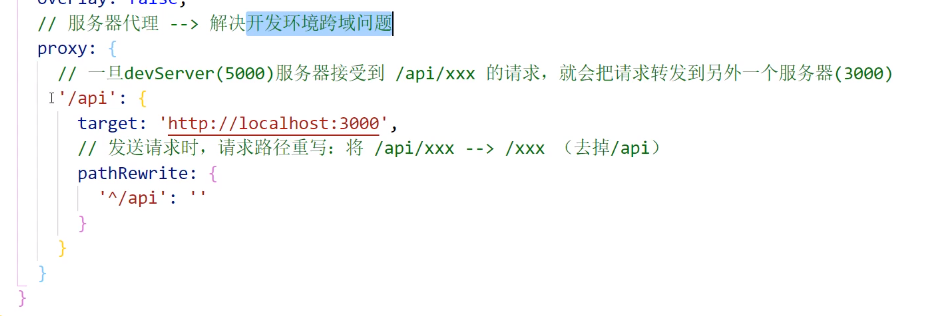 overlay: false,
// 服务器代理 --> 解决开发环境跨域问题
proxy: {
// 一旦devServer(5000)服务器接受到 /api/xxx 的请求，就会把请求转发到另外一个服务器(3000)
'/api': {
target: 'http://localhost:3000',
// 发送请求时，请求路径重写：将 /api/xxx --> /xxx （去掉/api）
pathRewrite: {
'^/api': ''
}
}
}
}